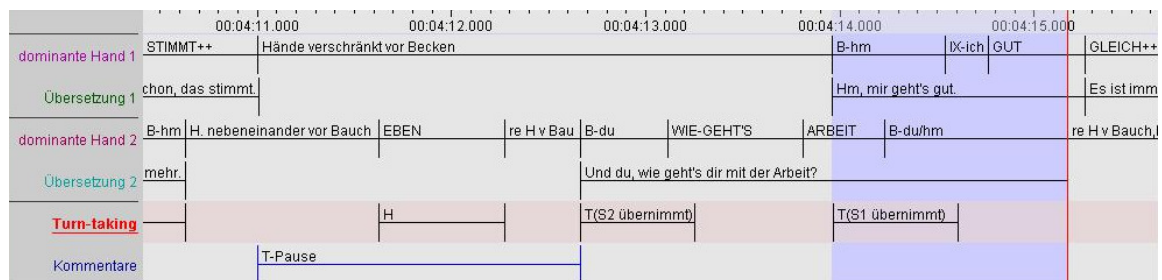 00:04:11.000 00:04:12.000 00:04:13.000 00:04:14.000 00:04:15.000
dominante Hand 1 STIMMT++ Hände verschränkt vor Becken B-hm IX-ich GUT GLEICH++
Übersetzung 1 chon, das stimmt. Hm, mir geht's gut. Es ist imm
dominante Hand 2 B-hm H. nebeneinander vor Bauch EBEN re H v Bau B-du WIE-GEHT'S ARBEIT B-du/hm re H v Bauch,l
Übersetzung 2 mehr. Und du, wie geht's dir mit der Arbeit?
Turn-taking H T(S2 übernimmt) T(S1 übernimmt)
Kommentare T-Pause